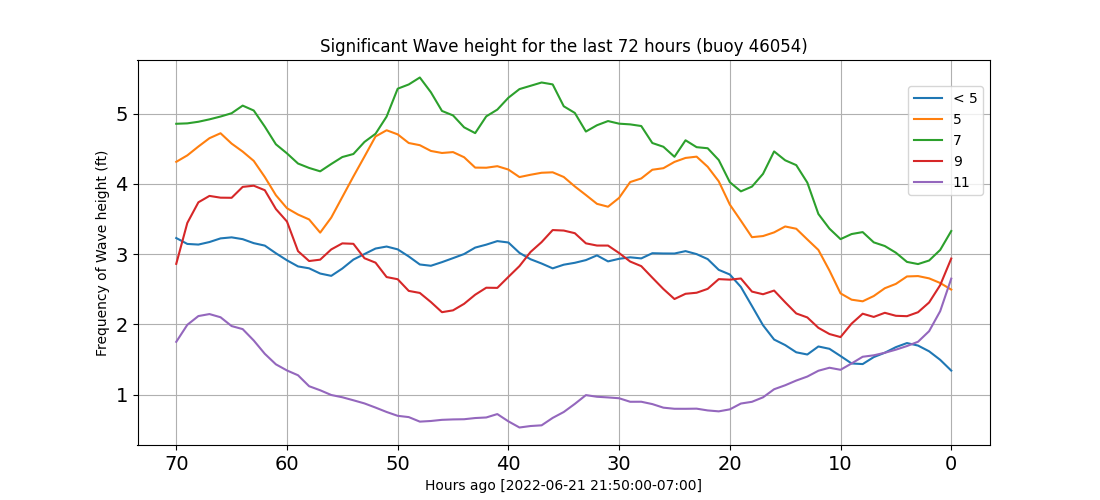 Significant Wave height for the last 72 hours (buoy 46054)
Frequency of Wave height (ft)
5
4
3
2
1
< 5
5
7
9
11
70 60 50 40 30 20 10 0
Hours ago [2022-06-21 21:50:00-07:00]